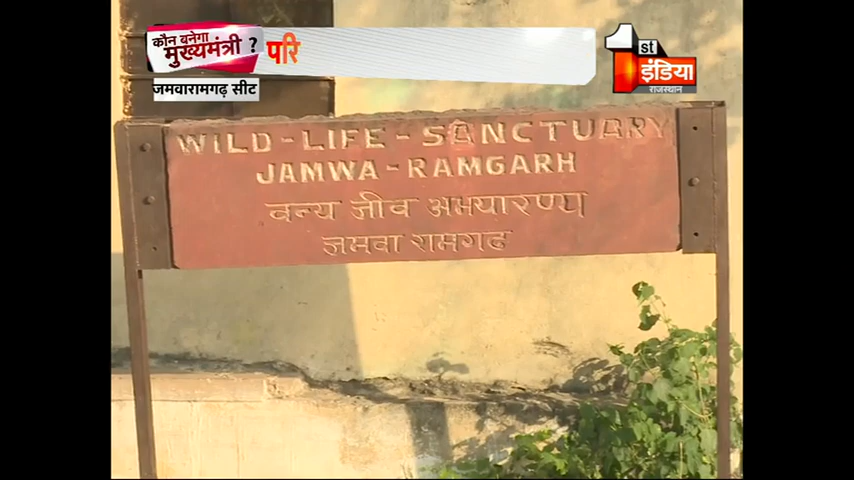 कौन बनेगा
मुख्यमंत्री ?
परि
जमवारामगढ़ सीट
1st
इंडिया
राजस्थान
WILD-LIFE-SANCTUARY
JAMWA-RAMGARH
वन्य जीव अभयारण्य
जमवा रामगढ